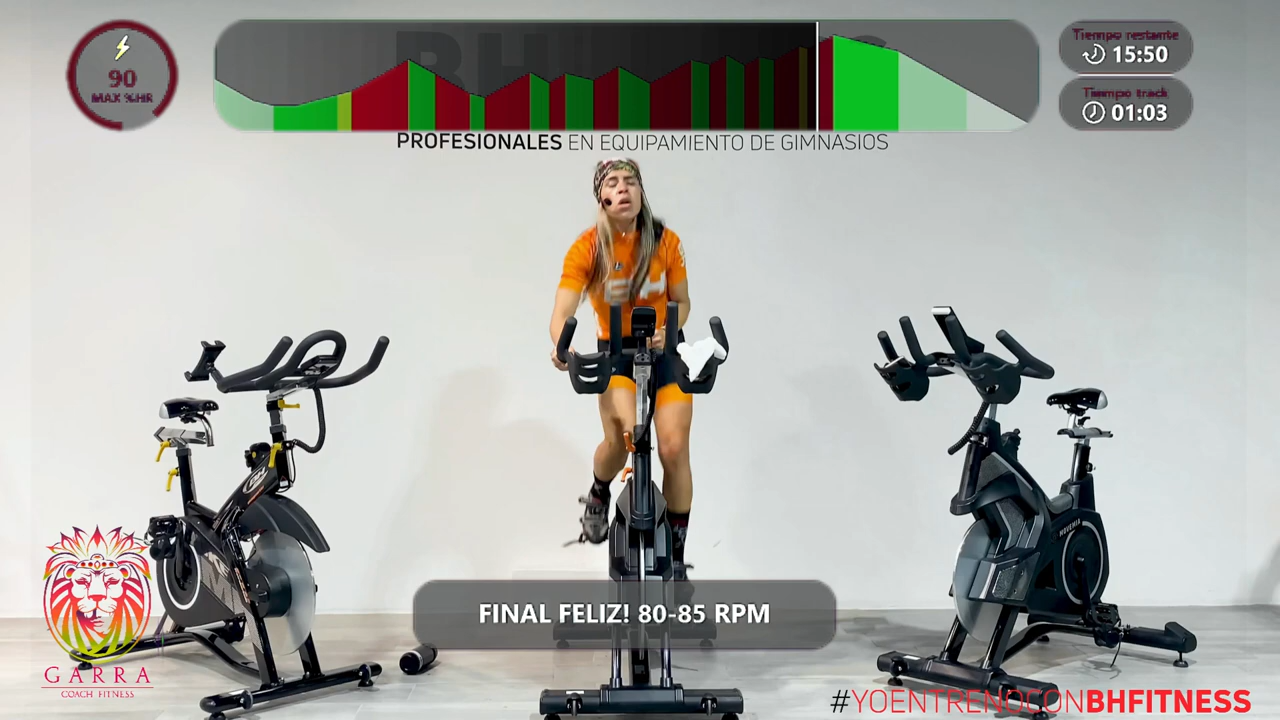 90
MAX %HR
Tiempo restante
15:50
Tiempo track
01:03
PROFESIONALES EN EQUIPAMIENTO DE GIMNASIOS
BH
FINAL FELIZ! 80-85 RPM
GARRA
COACH FITNESS
#YOENTRENOCONBHFITNESS